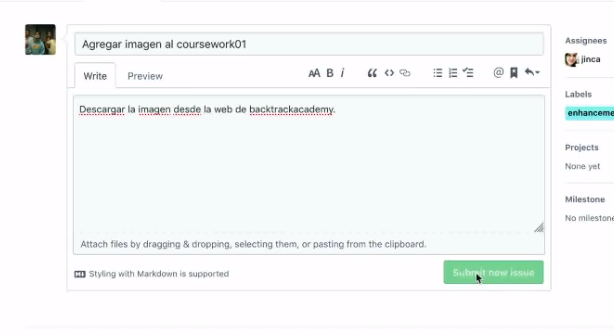 Agregar imagen al coursework01
Assignees
jinca
Write Preview
AA B i
Descargar la imagen desde la web de backtrackacademy.
Labels
Projects
None yet
Milestone
No milestone
Attach files by dragging & dropping, selecting them, or pasting from the clipboard.
Styling with Markdown is supported
Submit new issue